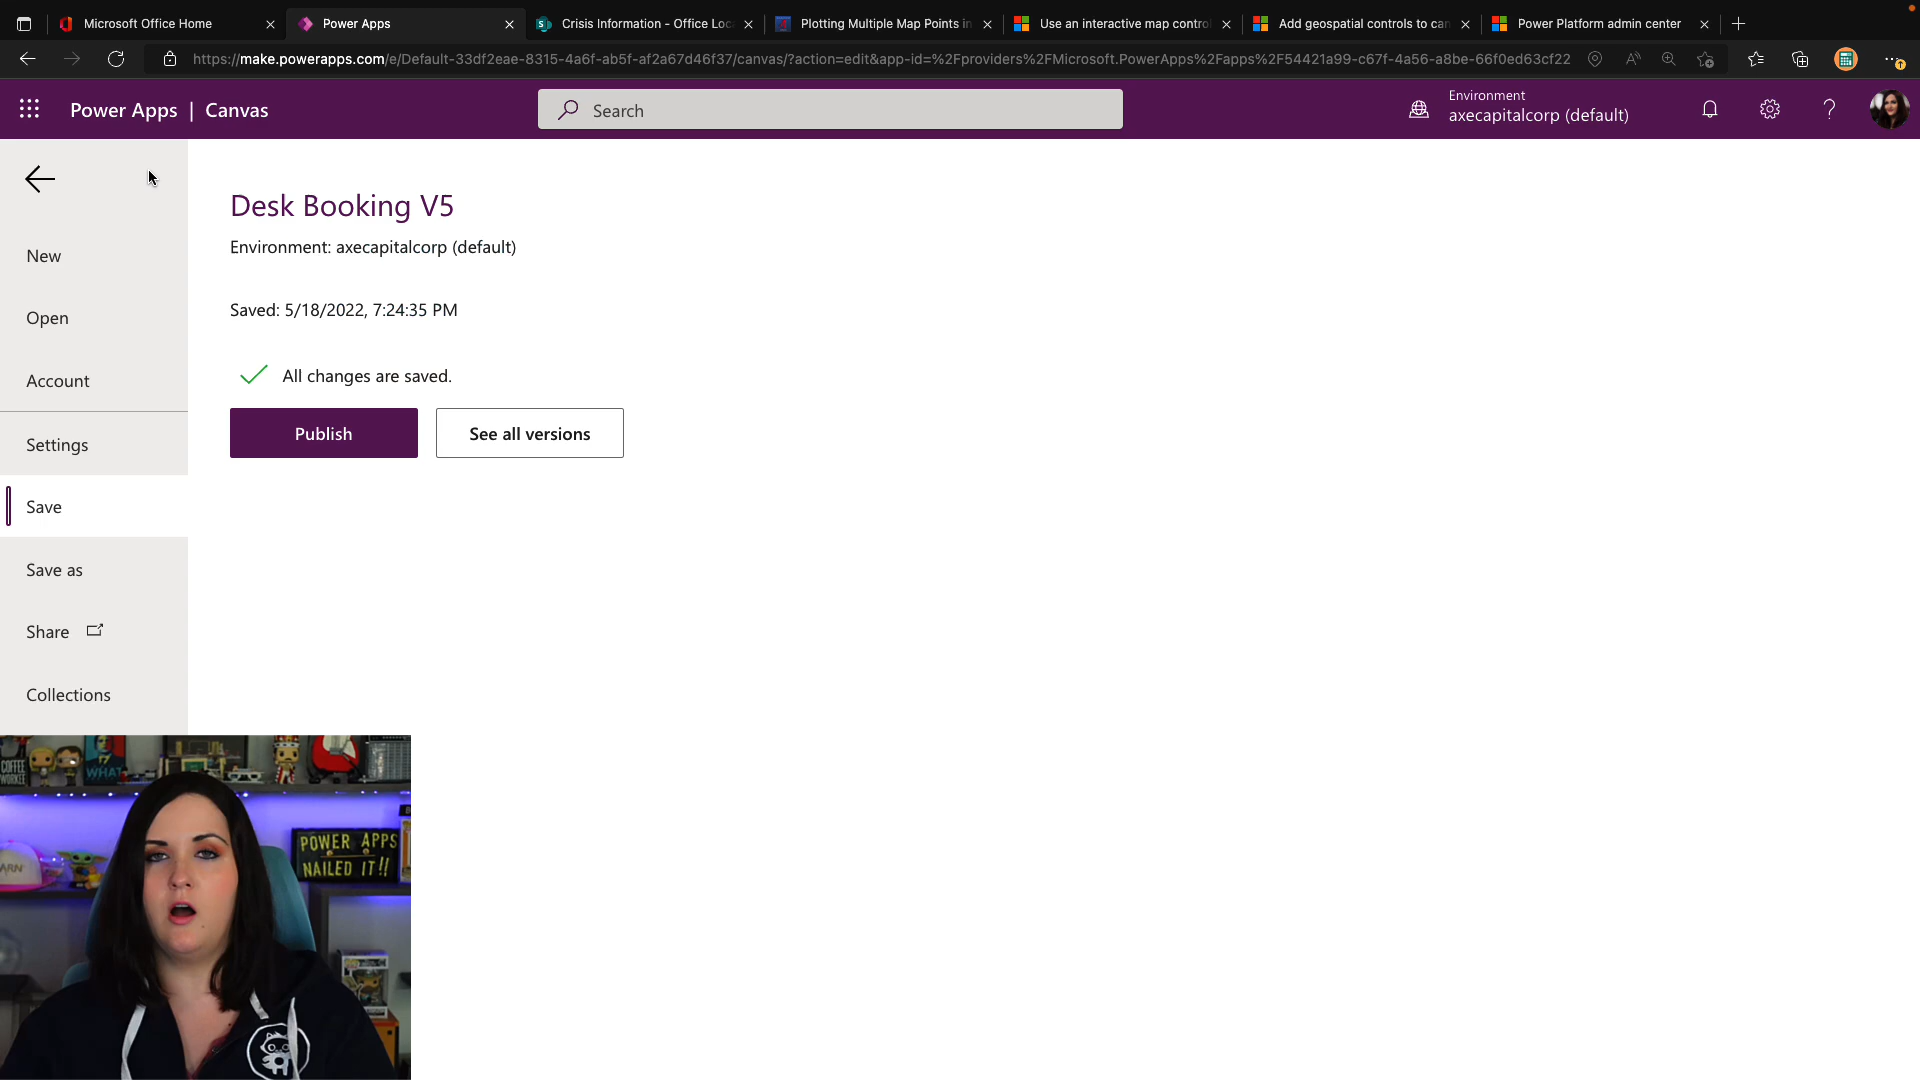 Microsoft Office Home
Power Apps
Crisis Information - Office Loc
Plotting Multiple Map Points in
Use an interactive map contro
Add geospatial controls to can
Power Platform admin center
https://make.powerapps.com/e/Default-33df2eae-8315-4a6f-ab5f-af2a67d46f37/canvas/?action=edit&app-id=%2Fproviders%2FMicrosoft.PowerApps%2Fapps%2F54421a99-c67f-4a56-a8be-66f0ed63cf22
Power Apps | Canvas
Search
Environment
axecapitalcorp (default)
New
Open
Account
Settings
Save
Save as
Share
Collections
Desk Booking V5
Environment: axecapitalcorp (default)
Saved: 5/18/2022, 7:24:35 PM
All changes are saved.
Publish
See all versions
COFFEE
WHAT
POWER APPS
NAILED IT!!